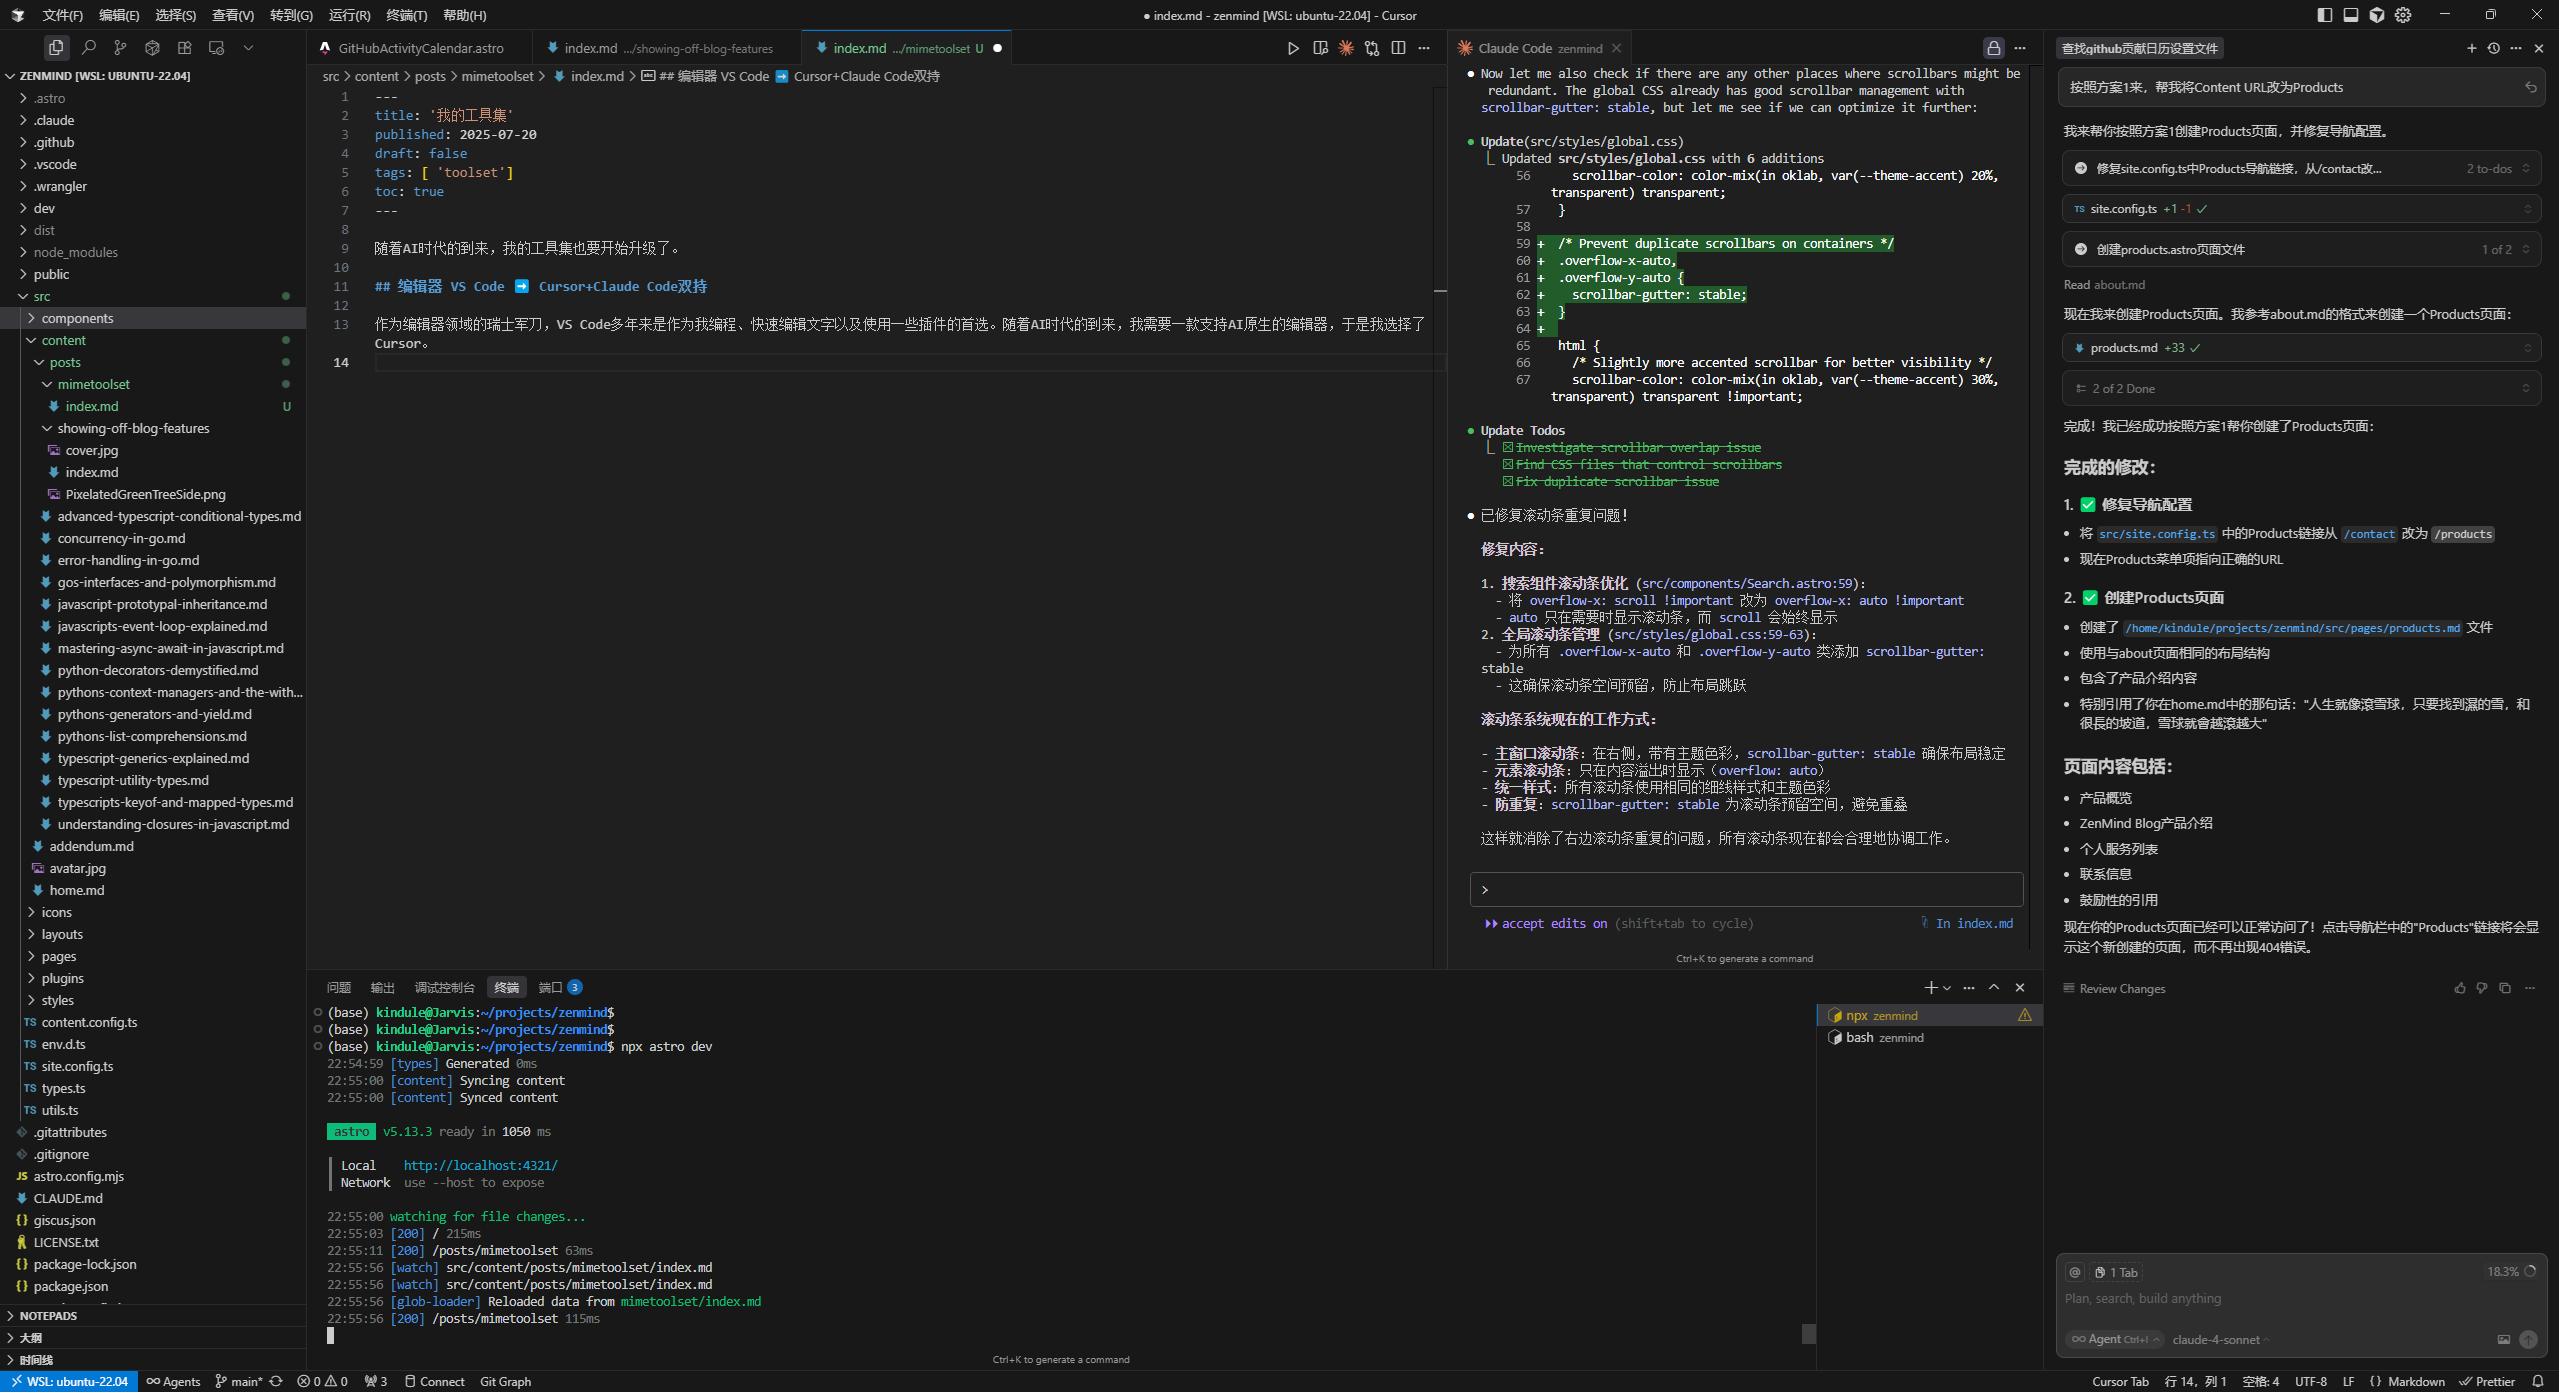 文件(F) 编辑(E) 选择(S) 查看(V) 转到(G) 运行(R) 终端(T) 帮助(H)
● index.md - zenmind [WSL: ubuntu-22.04] - Cursor
ZENMIND [WSL: UBUNTU-22.04]
.astro
.claude
.github
.vscode
.wrangler
dev
dist
node_modules
public
src
components
content
posts
mimetoolset
index.md U
showing-off-blog-features
cover.jpg
index.md
PixelatedGreenTreeSide.png
advanced-typescript-conditional-types.md
concurrency-in-go.md
error-handling-in-go.md
gos-interfaces-and-polymorphism.md
javascript-prototypal-inheritance.md
javascripts-event-loop-explained.md
mastering-async-await-in-javascript.md
python-decorators-demystified.md
pythons-context-managers-and-the-with...
pythons-generators-and-yield.md
pythons-list-comprehensions.md
typescript-generics-explained.md
typescript-utility-types.md
typescripts-keyof-and-mapped-types.md
understanding-closures-in-javascript.md
addendum.md
avatar.jpg
home.md
icons
layouts
pages
plugins
styles
TS content.config.ts
TS env.d.ts
TS site.config.ts
TS types.ts
TS utils.ts
.gitattributes
.gitignore
JS astro.config.mjs
CLAUDE.md
{} giscus.json
LICENSE.txt
{} package-lock.json
{} package.json
NOTEPADS
大纲
时间线
GitHubActivityCalendar.astro
index.md .../showing-off-blog-features
index.md .../mimetoolset U ●
src > content > posts > mimetoolset > index.md > ## 编辑器 VS Code ➡️ Cursor+Claude Code双持
1 ---
2 title: '我的工具集'
3 published: 2025-07-20
4 draft: false
5 tags: [ 'toolset']
6 toc: true
7 ---
8
9 随着AI时代的到来，我的工具集也要开始升级了。
10
11 ## 编辑器 VS Code ➡️ Cursor+Claude Code双持
12
13 作为编辑器领域的瑞士军刀，VS Code多年来是作为我编程、快速编辑文字以及使用一些插件的首选。随着AI时代的到来，我需要一款支持AI原生的编辑器，于是我选择了
Cursor。
14
Claude Code zenmind
● Now let me also check if there are any other places where scrollbars might be
redundant. The global CSS already has good scrollbar management with
scrollbar-gutter: stable, but let me see if we can optimize it further:
● Update(src/styles/global.css)
Updated src/styles/global.css with 6 additions
56 scrollbar-color: color-mix(in oklab, var(--theme-accent) 20%,
transparent) transparent;
57 }
58
59 + /* Prevent duplicate scrollbars on containers */
60 + .overflow-x-auto,
61 + .overflow-y-auto {
62 + scrollbar-gutter: stable;
63 + }
64 +
65 html {
66 /* Slightly more accented scrollbar for better visibility */
67 scrollbar-color: color-mix(in oklab, var(--theme-accent) 30%,
transparent) transparent !important;
● Update Todos
☒ Investigate scrollbar overlap issue
☒ Find CSS files that control scrollbars
☒ Fix duplicate scrollbar issue
● 已修复滚动条重复问题！
修复内容：
1. 搜索组件滚动条优化 (src/components/Search.astro:59):
- 将 overflow-x: scroll !important 改为 overflow-x: auto !important
- auto 只在需要时显示滚动条，而 scroll 会始终显示
2. 全局滚动条管理 (src/styles/global.css:59-63):
- 为所有 .overflow-x-auto 和 .overflow-y-auto 类添加 scrollbar-gutter:
stable
- 这确保滚动条空间预留，防止布局跳跃
滚动条系统现在的工作方式：
- 主窗口滚动条：在右侧，带有主题色彩，scrollbar-gutter: stable 确保布局稳定
- 元素滚动条：只在内容溢出时显示（overflow: auto）
- 统一样式：所有滚动条使用相同的细线样式和主题色彩
- 防重复：scrollbar-gutter: stable 为滚动条预留空间，避免重叠
这样就消除了右边滚动条重复的问题，所有滚动条现在都会合理地协调工作。
>
accept edits on (shift+tab to cycle) In index.md
Ctrl+K to generate a command
问题 输出 调试控制台 终端 端口 3
(base) kindule@Jarvis:~/projects/zenmind$
(base) kindule@Jarvis:~/projects/zenmind$
(base) kindule@Jarvis:~/projects/zenmind$ npx astro dev
22:54:59 [types] Generated 0ms
22:55:00 [content] Syncing content
22:55:00 [content] Synced content
astro v5.13.3 ready in 1050 ms
Local http://localhost:4321/
Network use --host to expose
22:55:00 watching for file changes...
22:55:03 [200] / 215ms
22:55:11 [200] /posts/mimetoolset 63ms
22:55:56 [watch] src/content/posts/mimetoolset/index.md
22:55:56 [watch] src/content/posts/mimetoolset/index.md
22:55:56 [glob-loader] Reloaded data from mimetoolset/index.md
22:55:56 [200] /posts/mimetoolset 115ms
Ctrl+K to generate a command
npx zenmind
bash zenmind
查找github贡献日历设置文件
按照方案1来，帮我将Content URL改为Products
我来帮你按照方案1创建Products页面，并修复导航配置。
修复site.config.ts中Products导航链接，从/contact改... 2 to-dos
TS site.config.ts +1 -1 ✓
创建products.astro页面文件 1 of 2
Read about.md
现在我来创建Products页面。我参考about.md的格式来创建一个Products页面：
products.md +33 ✓
2 of 2 Done
完成！我已经成功按照方案1帮你创建了Products页面：
完成的修改：
1. ✅ 修复导航配置
• 将 src/site.config.ts 中的Products链接从 /contact 改为 /products
• 现在Products菜单项指向正确的URL
2. ✅ 创建Products页面
• 创建了 /home/kindule/projects/zenmind/src/pages/products.md 文件
• 使用与about页面相同的布局结构
• 包含了产品介绍内容
• 特别引用了你在home.md中的那句话："人生就像滾雪球，只要找到濕的雪，和
很長的坡道，雪球就會越滾越大"
页面内容包括：
• 产品概览
• ZenMind Blog产品介绍
• 个人服务列表
• 联系信息
• 鼓励性的引用
现在你的Products页面已经可以正常访问了！点击导航栏中的"Products"链接将会显
示这个新创建的页面，而不再出现404错误。
Review Changes
@ 1 Tab 18.3%
Plan, search, build anything
Agent Ctrl+I claude-4-sonnet
WSL: ubuntu-22.04 Agents main* 0 0 3 Connect Git Graph
Cursor Tab 行 14，列 1 空格: 4 UTF-8 LF {} Markdown Prettier